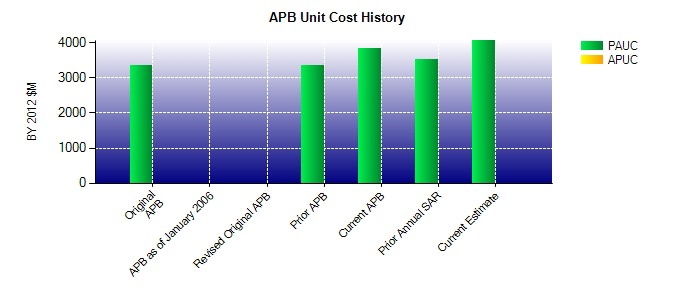 APB Unit Cost History
BY 2012 $M
4000
3000
2000
1000
0
Original
APB
APB as of January 2006
Revised Original APB
Prior APB
Current APB
Prior Annual SAR
Current Estimate
PAUC
APUC